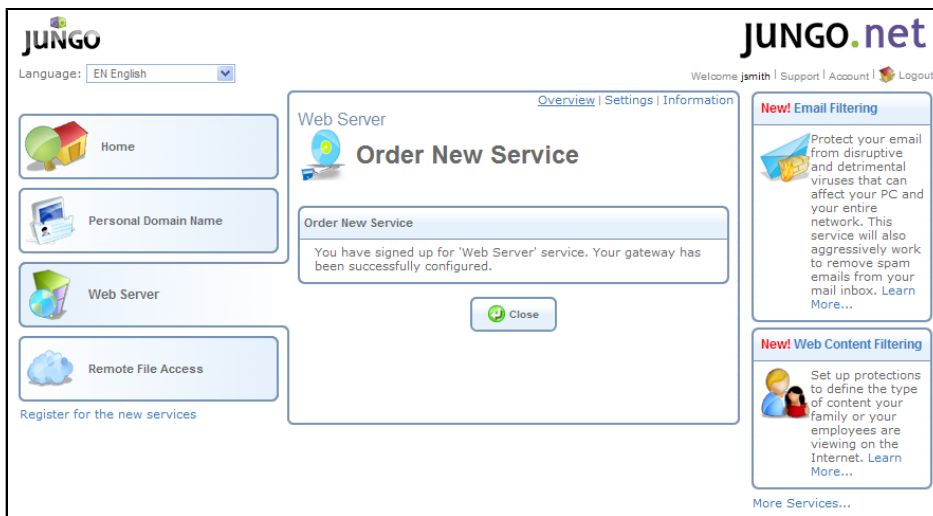 JUNGO
JUNGO.net
Language: EN English
Welcome jsmith | Support | Account | Logout
Home
Personal Domain Name
Web Server
Remote File Access
Register for the new services
Overview | Settings | Information
Web Server
Order New Service
Order New Service
You have signed up for 'Web Server' service. Your gateway has
been successfully configured.
Close
New! Email Filtering
Protect your email
from disruptive
and detrimental
viruses that can
affect your PC and
your entire
network. This
service will also
aggressively work
to remove spam
emails from your
mail inbox. Learn
More...
New! Web Content Filtering
Set up protections
to define the type
of content your
family or your
employees are
viewing on the
Internet. Learn
More...
More Services...